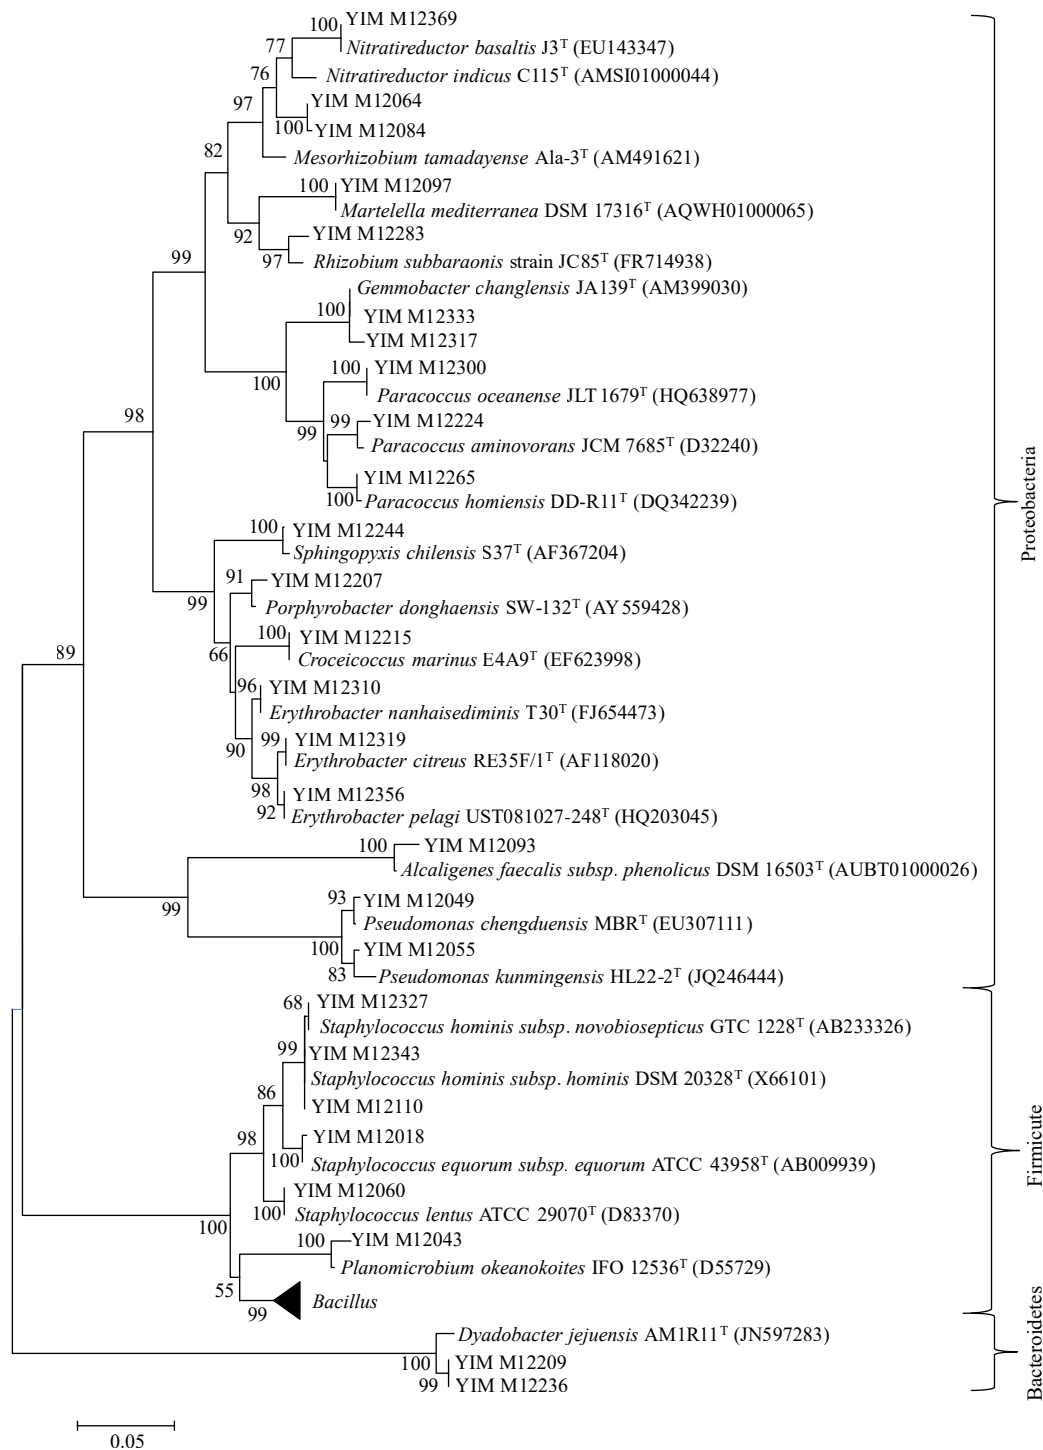 100 YIM M12369
77
Nitratireductor basaltis J3ᵀ (EU143347)
76 Nitratireductor indicus C115ᵀ (AMSI01000044)
97 YIM M12064
100 YIM M12084
82 Mesorhizobium tamadayense Ala-3ᵀ (AM491621)
100 YIM M12097
Martelella mediterranea DSM 17316ᵀ (AQWH01000065)
92 YIM M12283
99 97 Rhizobium subbaraonis strain JC85ᵀ (FR714938)
Gemmobacter changlensis JA139ᵀ (AM399030)
100 YIM M12333
YIM M12317
100 YIM M12300
100
Paracoccus oceanense JLT 1679ᵀ (HQ638977)
98 99 99 YIM M12224
Paracoccus aminovorans JCM 7685ᵀ (D32240)
YIM M12265
100 Paracoccus homiensis DD-R11ᵀ (DQ342239)
Proteobacteria
100 YIM M12244
Sphingopyxis chilensis S37ᵀ (AF367204)
91 YIM M12207
99 Porphyrobacter donghaensis SW-132ᵀ (AY559428)
100 YIM M12215
89 66 Croceicoccus marinus E4A9ᵀ (EF623998)
96 YIM M12310
Erythrobacter nanhaisediminis T30ᵀ (FJ654473)
90 99 YIM M12319
Erythrobacter citreus RE35F/1ᵀ (AF118020)
98 YIM M12356
92 Erythrobacter pelagi UST081027-248ᵀ (HQ203045)
100 YIM M12093
Alcaligenes faecalis subsp. phenolicus DSM 16503ᵀ (AUBT01000026)
99 93 YIM M12049
Pseudomonas chengduensis MBRᵀ (EU307111)
100 YIM M12055
83 Pseudomonas kunmingensis HL22-2ᵀ (JQ246444)
68 YIM M12327
Staphylococcus hominis subsp. novobiosepticus GTC 1228ᵀ (AB233326)
99 YIM M12343
Staphylococcus hominis subsp. hominis DSM 20328ᵀ (X66101)
86 YIM M12110
98 YIM M12018
100 Staphylococcus equorum subsp. equorum ATCC 43958ᵀ (AB009939)
Firmicute
YIM M12060
100 100 Staphylococcus lentus ATCC 29070ᵀ (D83370)
100 YIM M12043
Planomicrobium okeanokoites IFO 12536ᵀ (D55729)
55
99 Bacillus
Dyadobacter jejuensis AM1R11ᵀ (JN597283)
100 YIM M12209
99 YIM M12236
Bacteroidetes
0.05